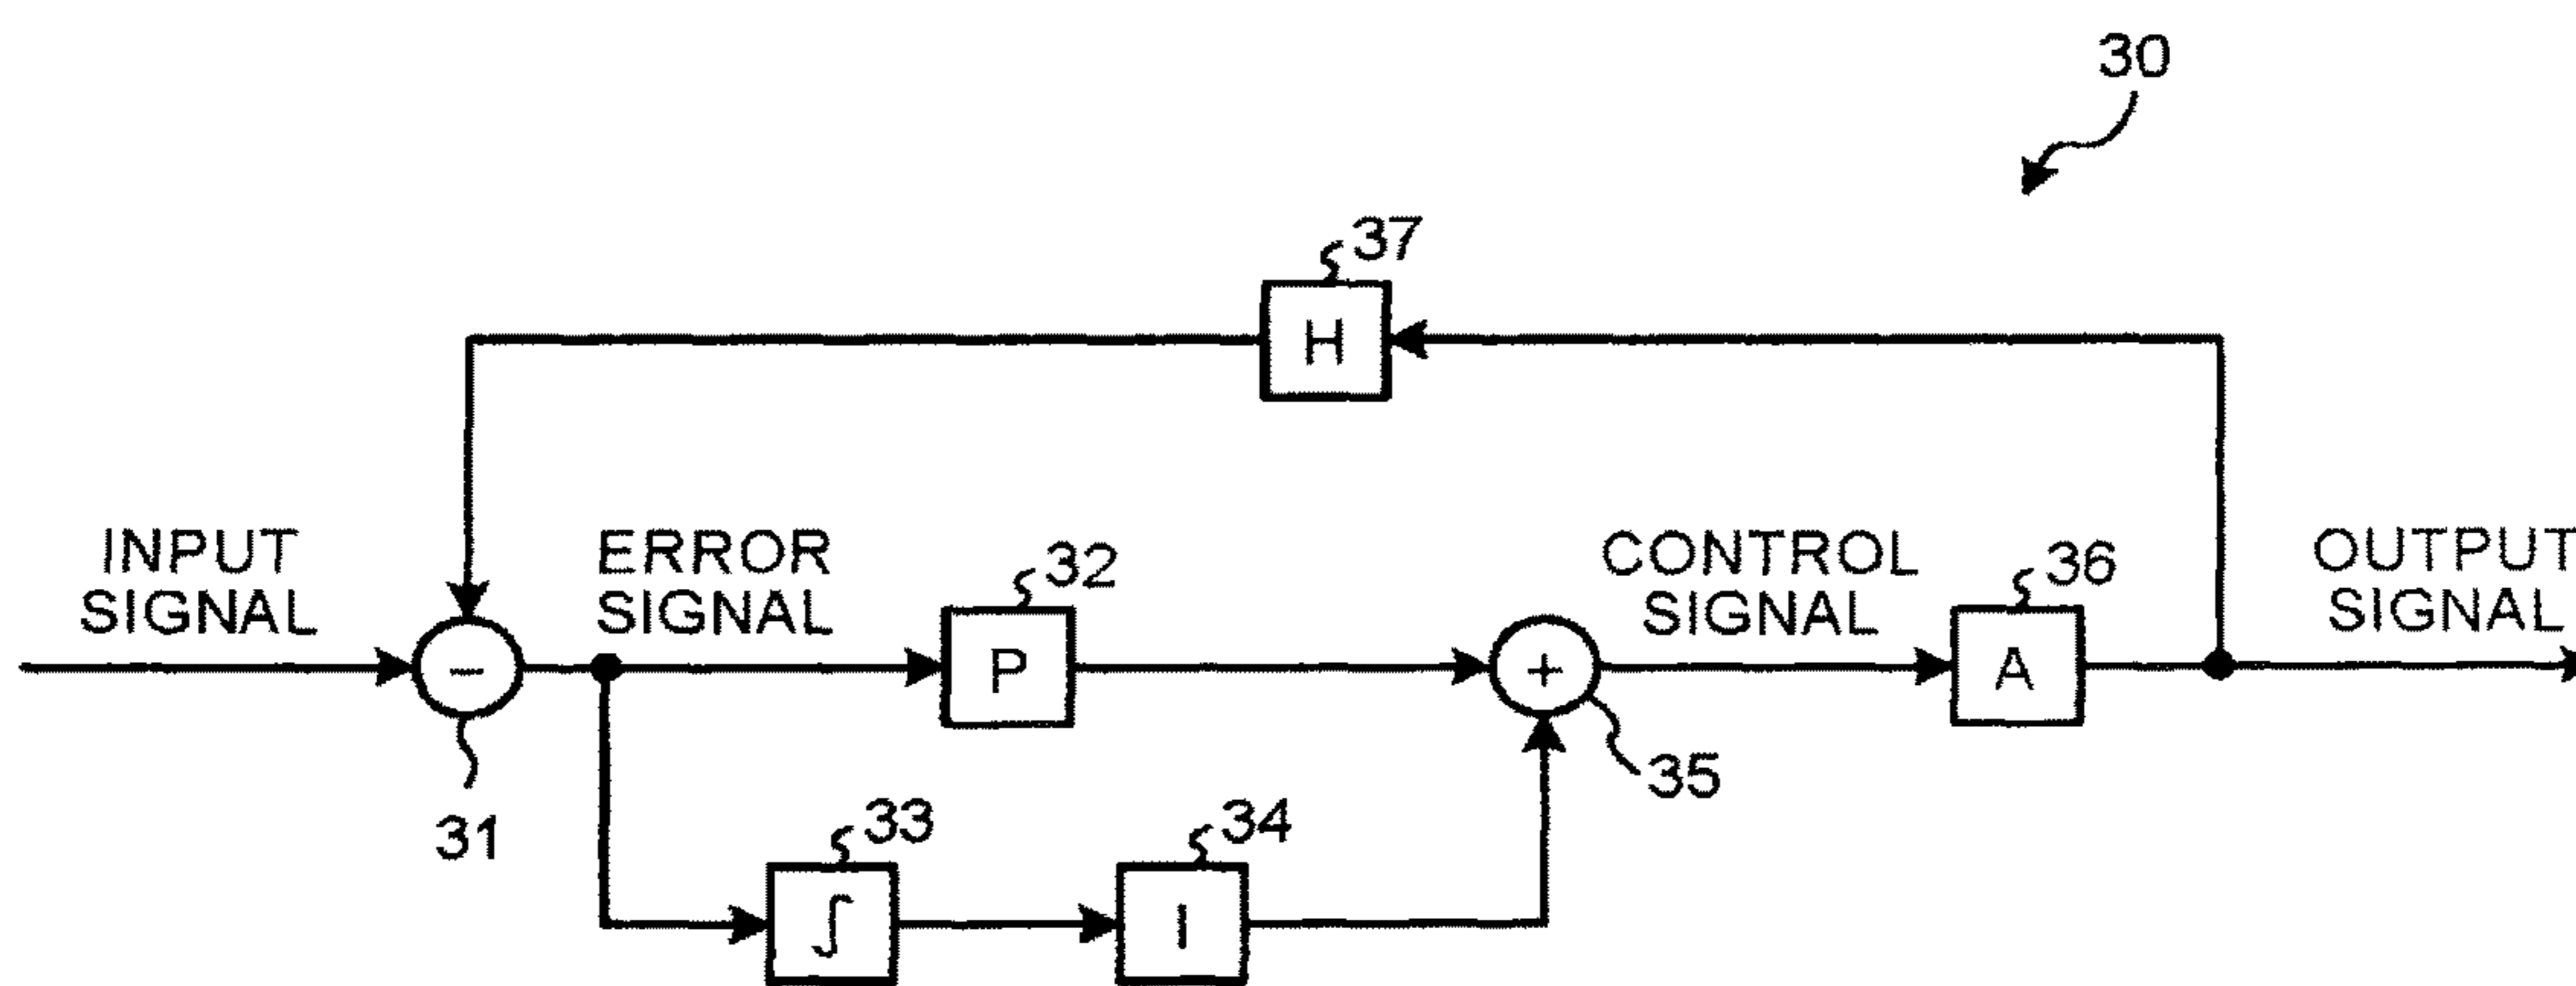 30
37
H
INPUT
SIGNAL
ERROR
SIGNAL
32
P
CONTROL
SIGNAL
36
A
OUTPUT
SIGNAL
-
+
31
35
33
∫
34
I